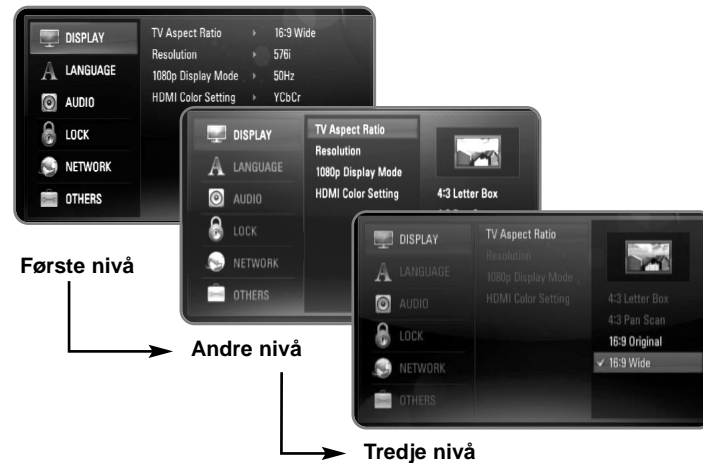 DISPLAY
LANGUAGE
AUDIO
LOCK
NETWORK
OTHERS
TV Aspect Ratio 16:9 Wide
Resolution 576i
1080p Display Mode 50Hz
HDMI Color Setting YCbCr
Første nivå
DISPLAY
LANGUAGE
AUDIO
LOCK
NETWORK
OTHERS
TV Aspect Ratio
Resolution
1080p Display Mode
HDMI Color Setting
4:3 Letter Box
Andre nivå
DISPLAY
LANGUAGE
AUDIO
LOCK
NETWORK
OTHERS
TV Aspect Ratio
Resolution
1080p Display Mode
HDMI Color Setting
4:3 Letter Box
4:3 Pan Scan
16:9 Original
✓ 16:9 Wide
Tredje nivå